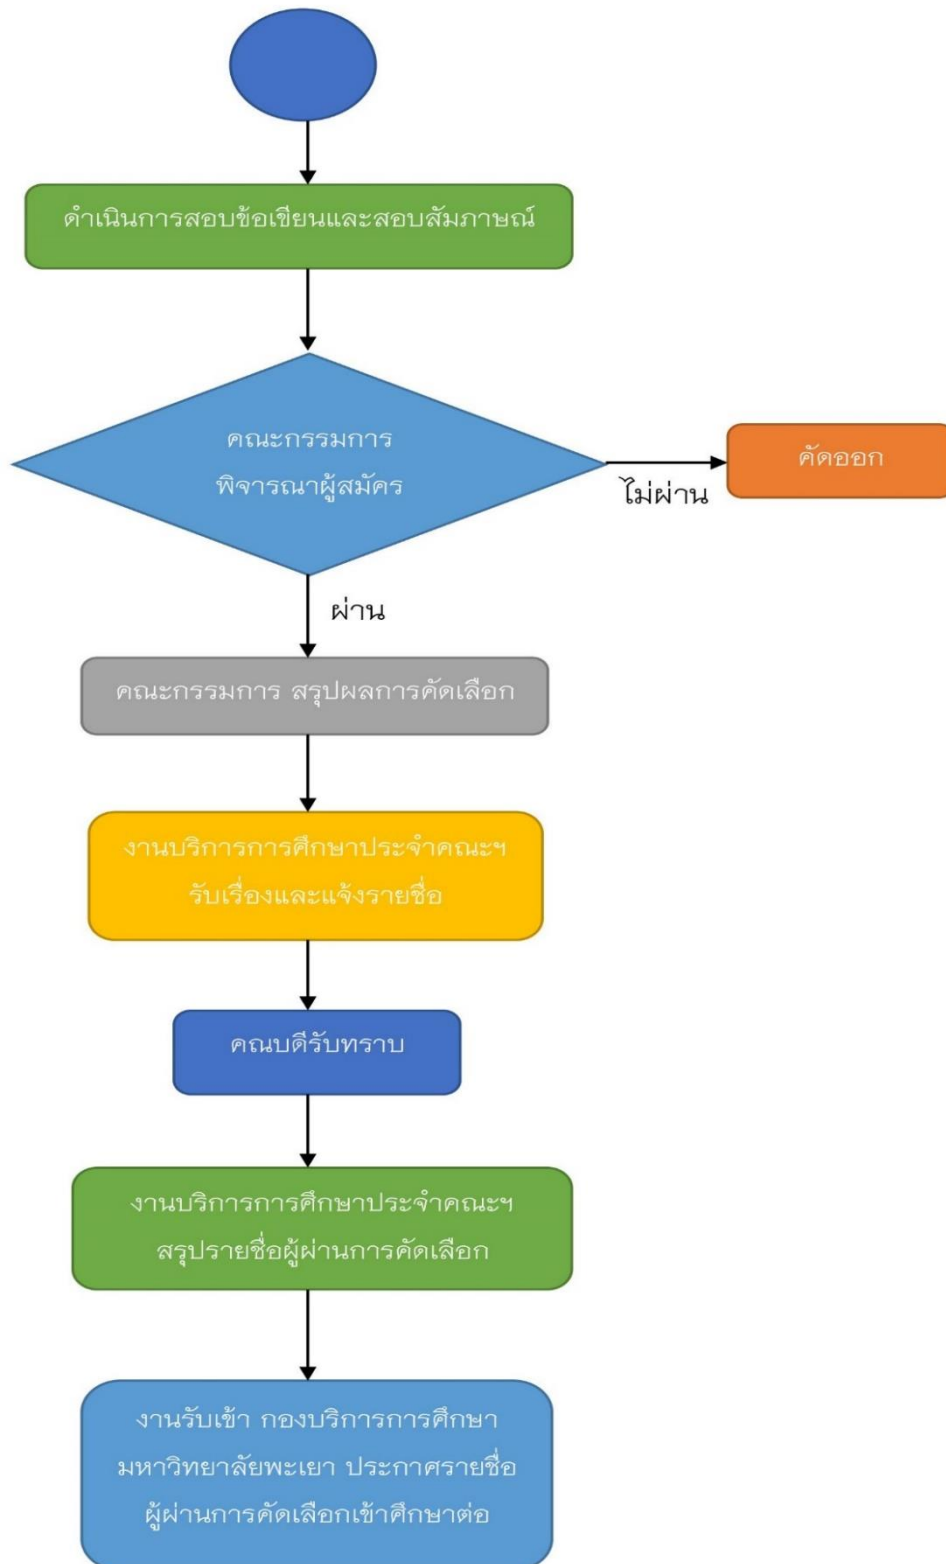 ดำเนินการสอบข้อเขียนและสอบสัมภาษณ์
คณะกรรมการ
พิจารณาผู้สมัคร
คัดออก
ไม่ผ่าน
ผ่าน
คณะกรรมการ สรุปผลการคัดเลือก
งานบริการการศึกษาประจำคณะฯ
รับเรื่องและแจ้งรายชื่อ
คณบดีรับทราบ
งานบริการการศึกษาประจำคณะฯ
สรุปรายชื่อผู้ผ่านการคัดเลือก
งานรับเข้า กองบริการการศึกษา
มหาวิทยาลัยพะเยา ประกาศรายชื่อ
ผู้ผ่านการคัดเลือกเข้าศึกษาต่อ